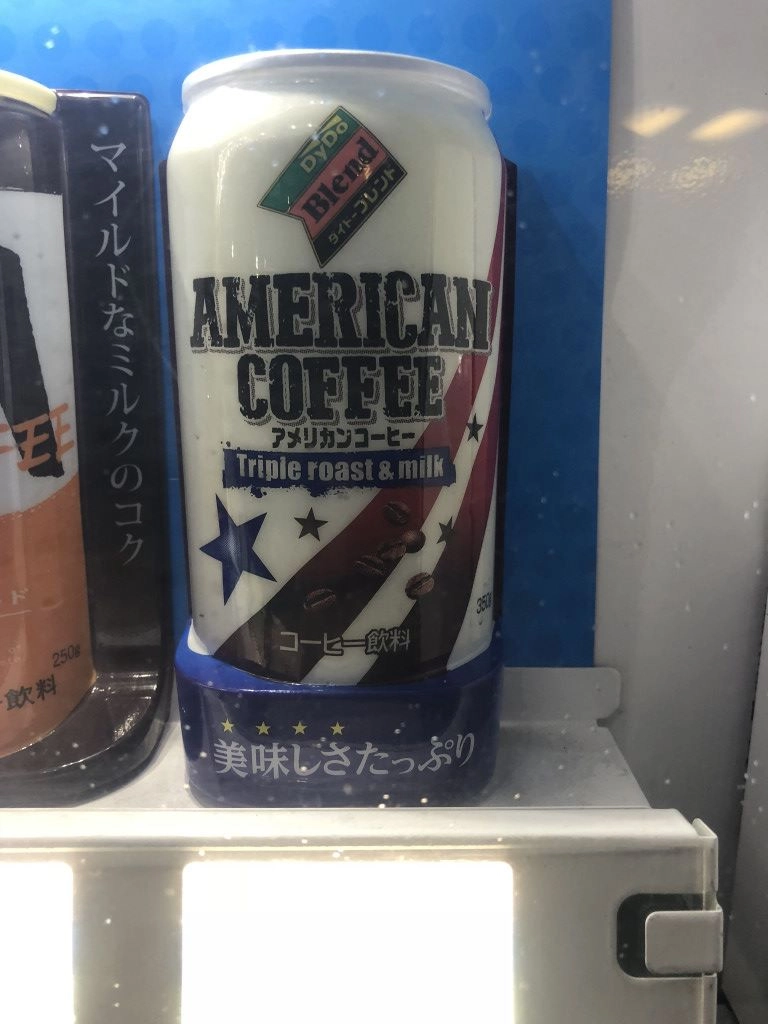 マイルドなミルクのコク
250g
飲料
DyDo
Blend
ダイドーブレンド
AMERICAN
COFFEE
アメリカンコーヒー
Triple roast & milk
350g
コーヒー飲料
美味しさたっぷり